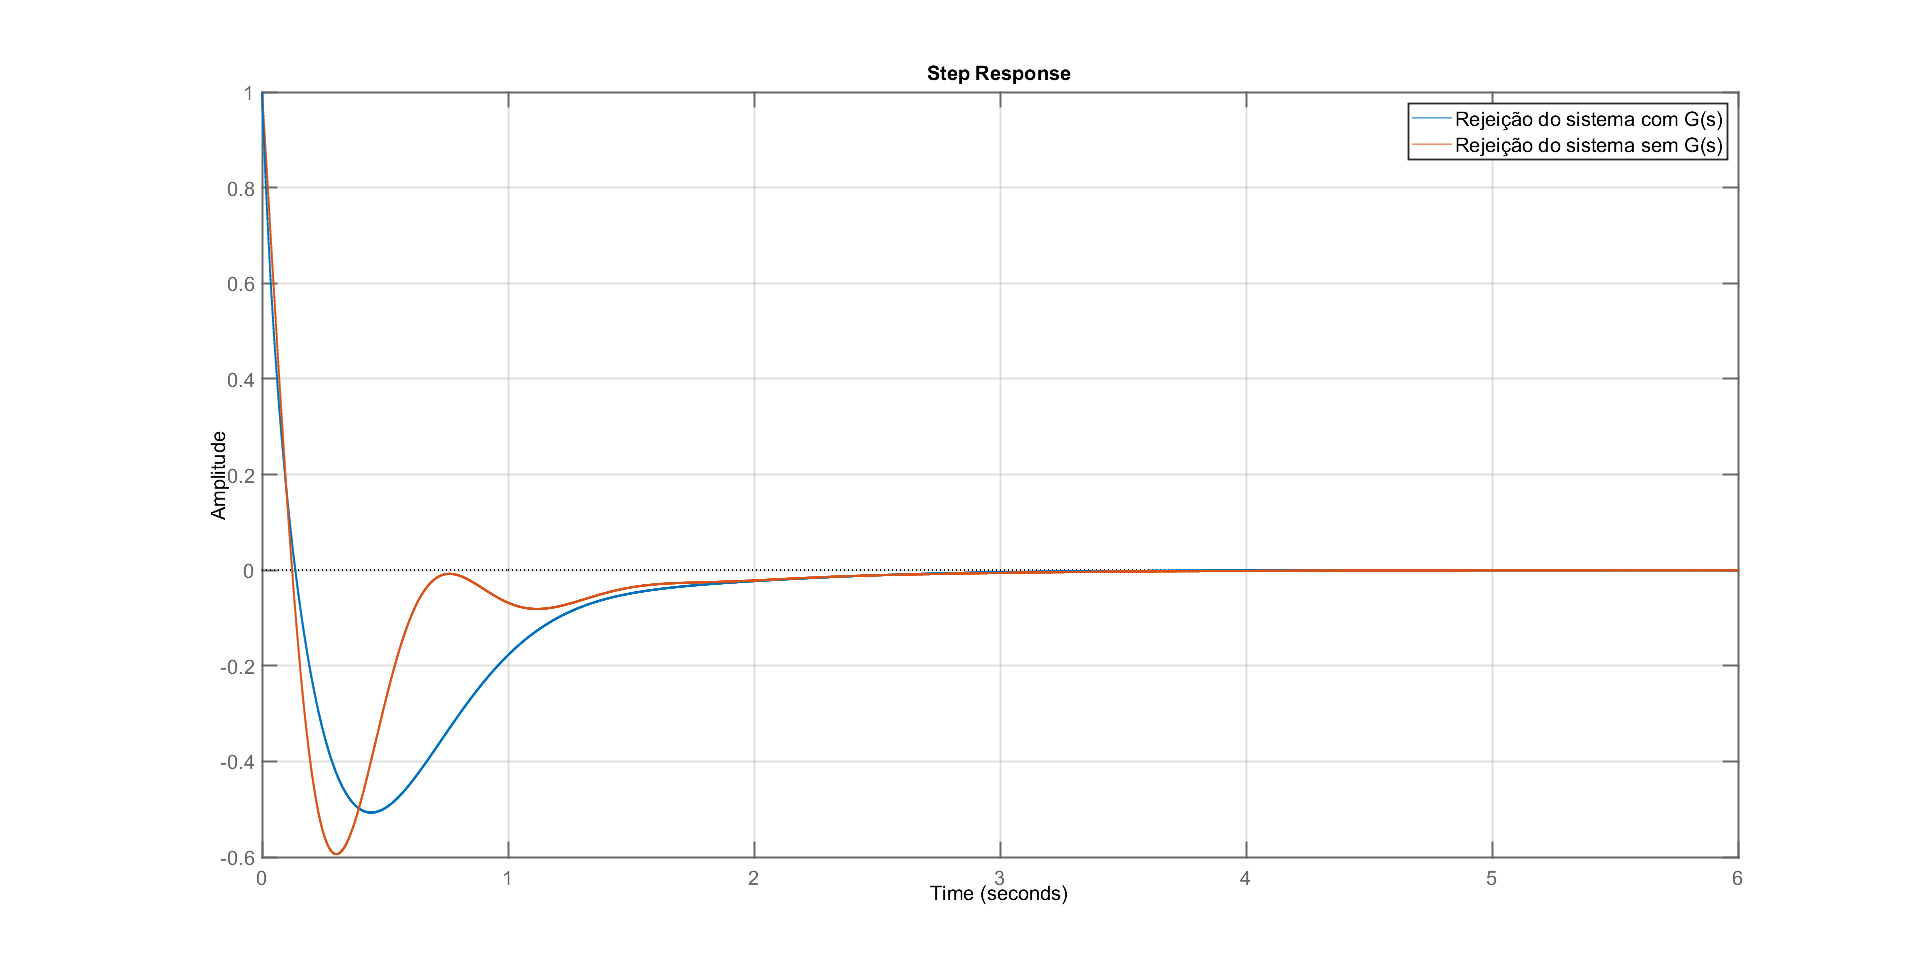 Step Response
Rejeição do sistema com G(s)
Rejeição do sistema sem G(s)
Amplitude
1
0.8
0.6
0.4
0.2
0
-0.2
-0.4
-0.6
0 1 2 3 4 5 6
Time (seconds)